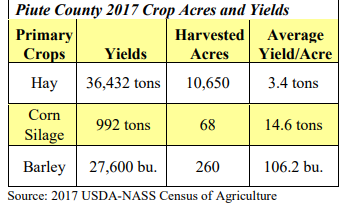 Piute County 2017 Crop Acres and Yields
Primary Crops Yields Harvested Acres Average Yield/Acre
Hay 36,432 tons 10,650 3.4 tons
Corn Silage 992 tons 68 14.6 tons
Barley 27,600 bu. 260 106.2 bu.
Source: 2017 USDA-NASS Census of Agriculture